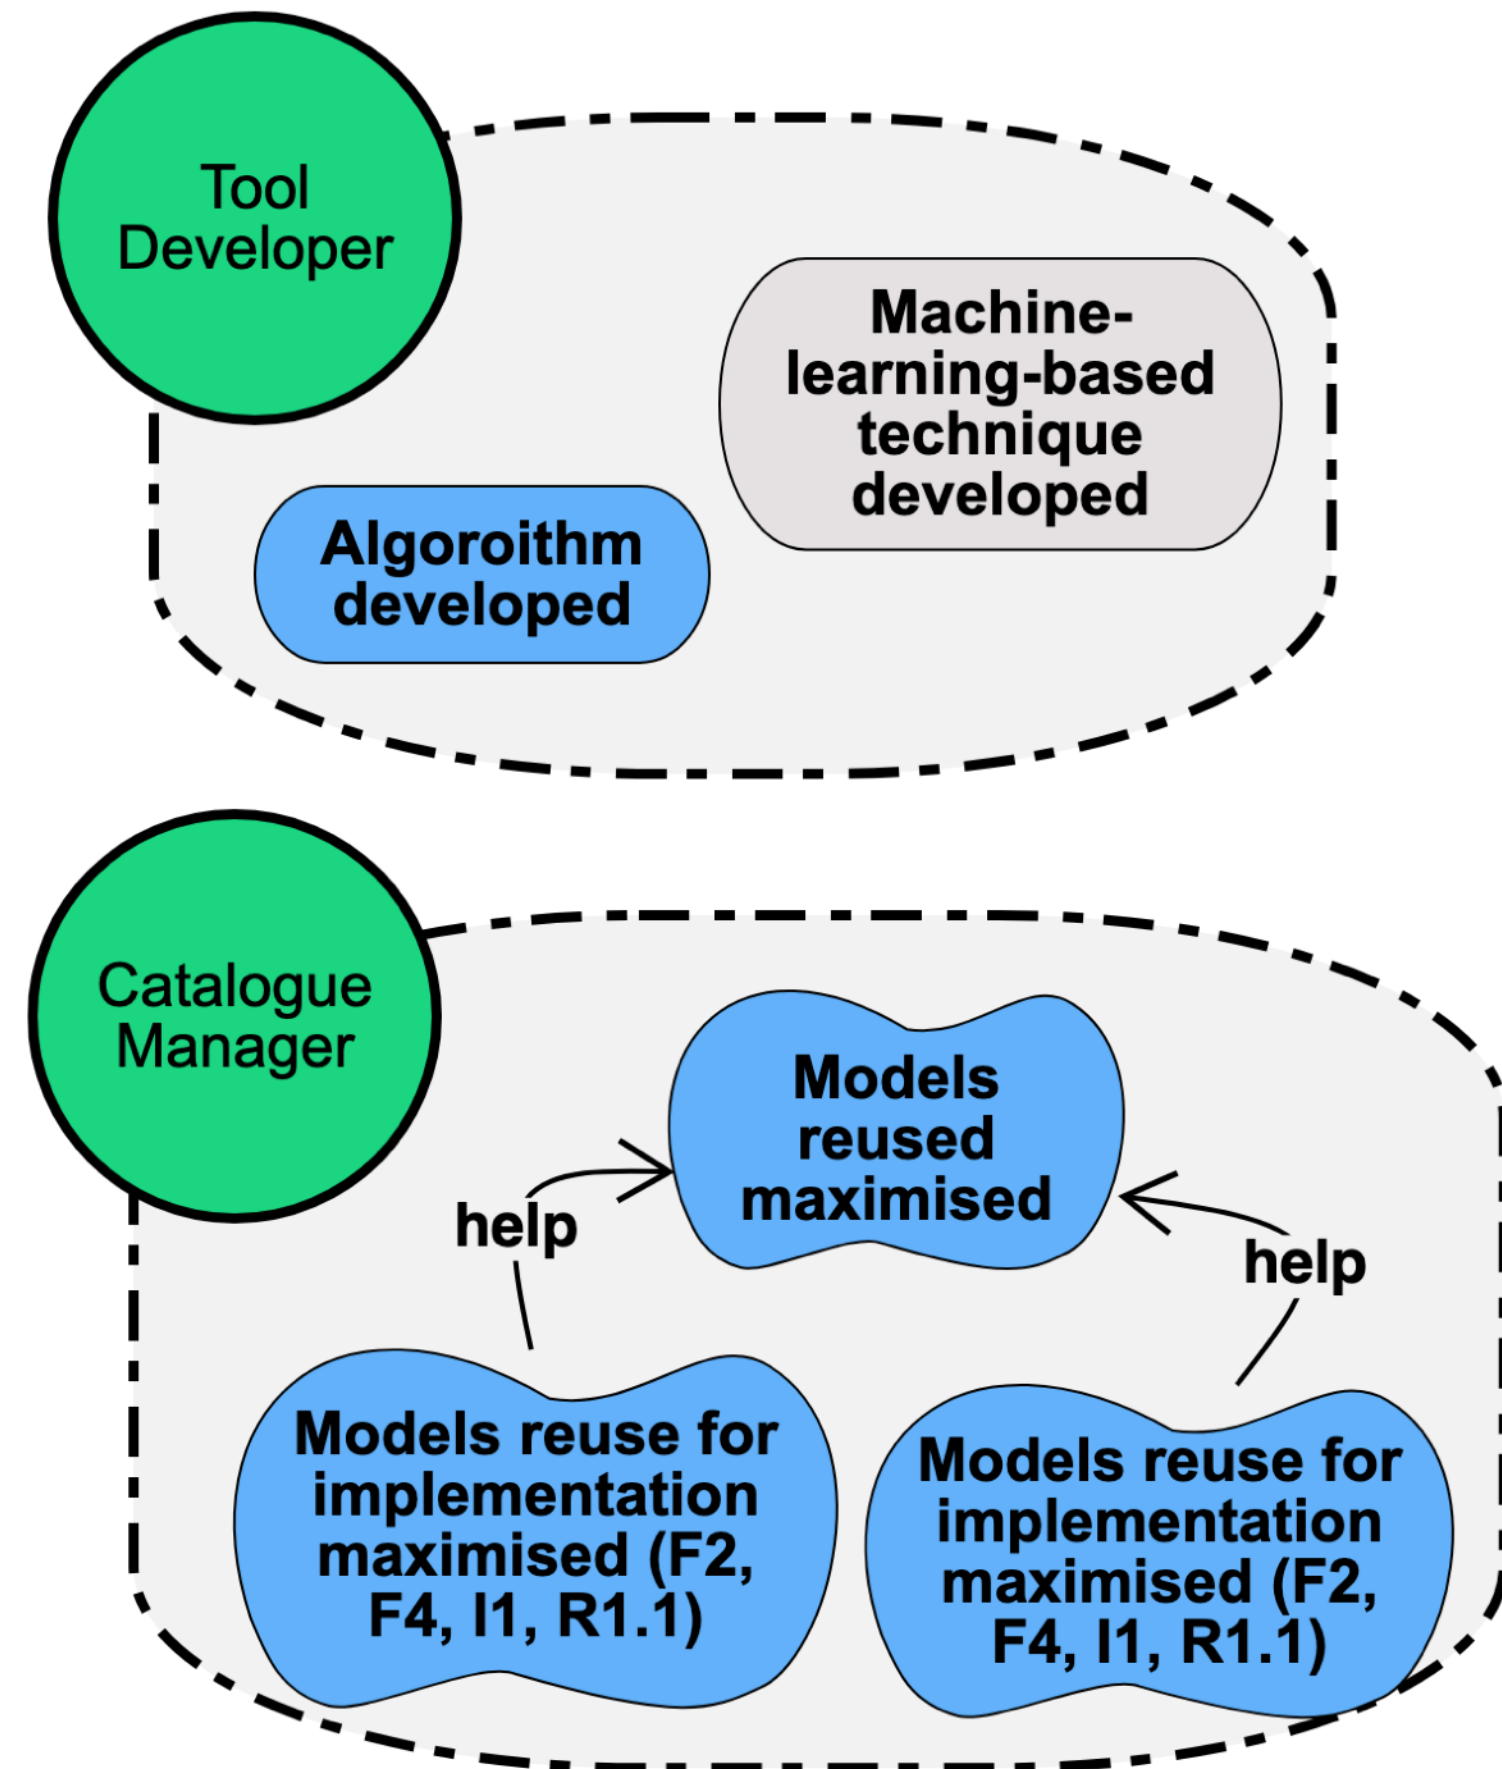 Tool
Developer
Machine-
learning-based
technique
developed
Algoroithm
developed
Catalogue
Manager
Models
reused
maximised
help
help
Models reuse for
implementation
maximised (F2,
F4, I1, R1.1)
Models reuse for
implementation
maximised (F2,
F4, I1, R1.1)